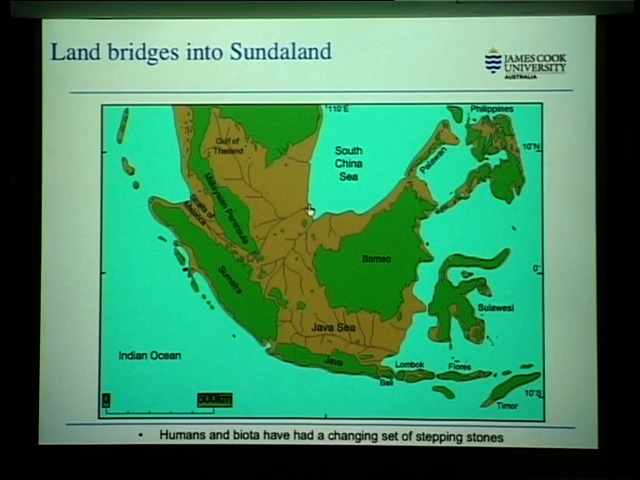 Land bridges into Sundaland
JAMES COOK
UNIVERSITY
AUSTRALIA
110°E
Philippines
Gulf of
Thailand
South
China
Sea
Palawan
10°N
Malaysian Peninsula
Straits of
Malacca
Borneo
0°
Sumatra
Sulawesi
Java Sea
Indian Ocean
Java
Lombok
Flores
Bali
0
500km
10°S
Timor
• Humans and biota have had a changing set of stepping stones